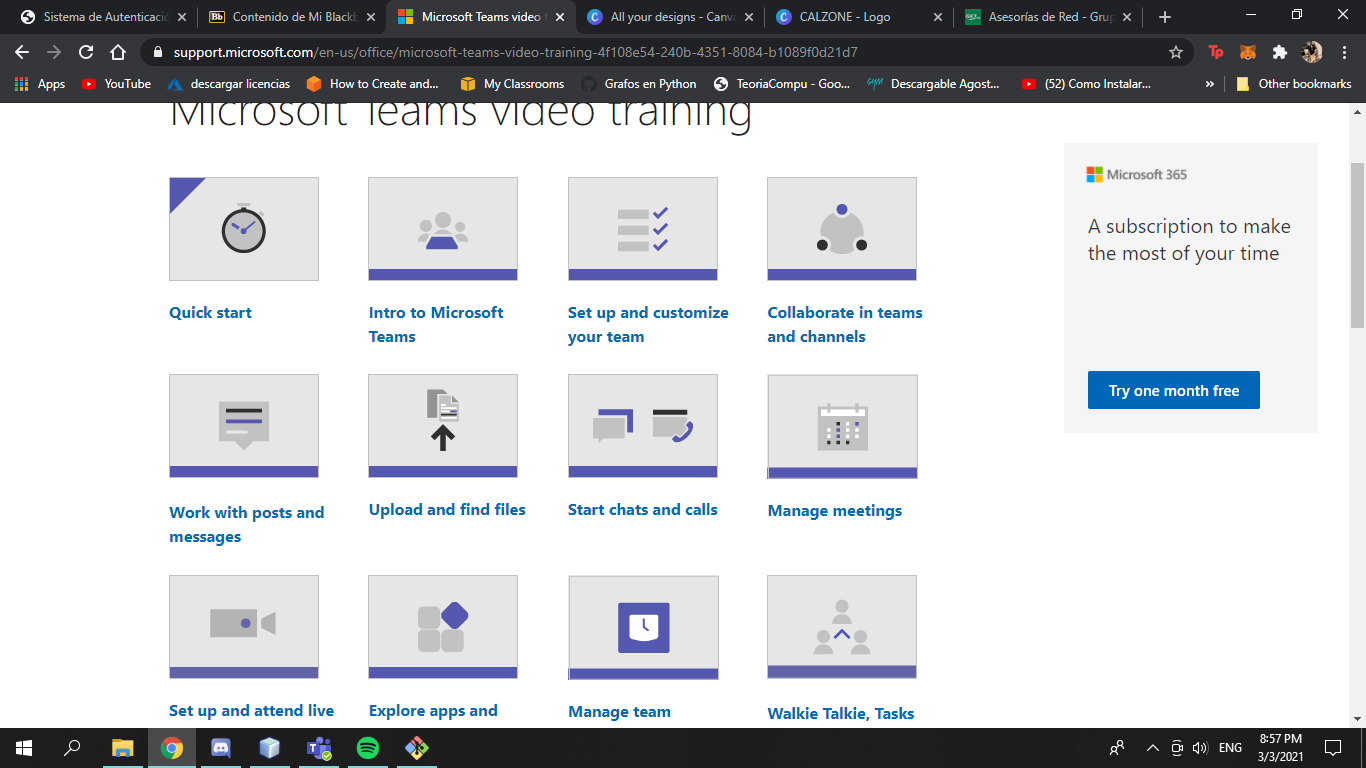 Sistema de Autenticació
Contenido de Mi Blackb
Microsoft Teams video t
All your designs - Canva
CALZONE - Logo
Asesorías de Red - Grup
support.microsoft.com/en-us/office/microsoft-teams-video-training-4f108e54-240b-4351-8084-b1089f0d21d7
Apps
YouTube
descargar licencias
How to Create and...
My Classrooms
Grafos en Python
TeoriaCompu - Goo...
Descargable Agost...
(52) Como Instalar...
»
Other bookmarks
Microsoft Teams video training
Microsoft 365
A subscription to make
the most of your time
Try one month free
Quick start
Intro to Microsoft
Teams
Set up and customize
your team
Collaborate in teams
and channels
Work with posts and
messages
Upload and find files
Start chats and calls
Manage meetings
Set up and attend live
Explore apps and
Manage team
Walkie Talkie, Tasks
ENG
8:57 PM
3/3/2021